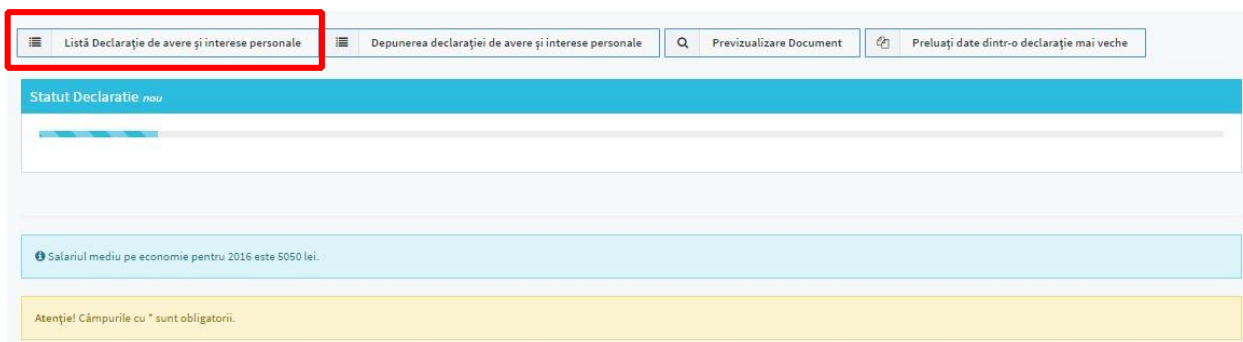 Listă Declarație de avere și interese personale Depunerea declarației de avere și interese personale Previzualizare Document Preluați date dintr-o declarație mai veche
Statut Declaratie nou
Salariul mediu pe economie pentru 2016 este 5050 lei.
Atenție! Câmpurile cu * sunt obligatorii.